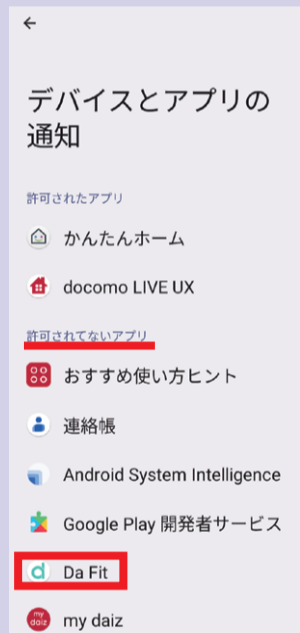 ←
デバイスとアプリの
通知
許可されたアプリ
かんたんホーム
docomo LIVE UX
許可されてないアプリ
おすすめ使い方ヒント
連絡帳
Android System Intelligence
Google Play 開発者サービス
d Da Fit
my daiz my daiz